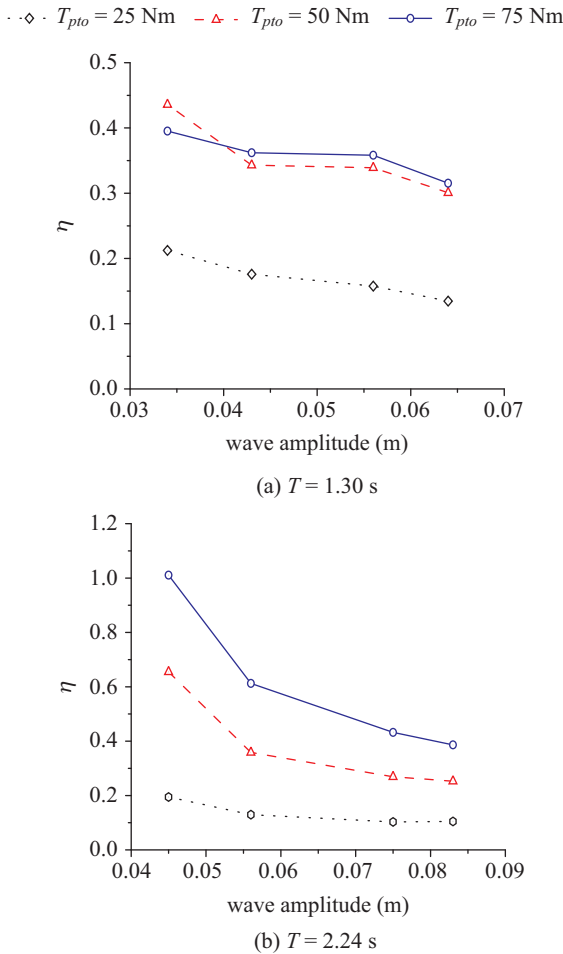 T_pto = 25 Nm T_pto = 50 Nm T_pto = 75 Nm
0.5
0.4
0.3
η
0.2
0.1
0.0
0.03 0.04 0.05 0.06 0.07
wave amplitude (m)
(a) T = 1.30 s
1.2
1.0
0.8
η
0.6
0.4
0.2
0.0
0.04 0.05 0.06 0.07 0.08 0.09
wave amplitude (m)
(b) T = 2.24 s